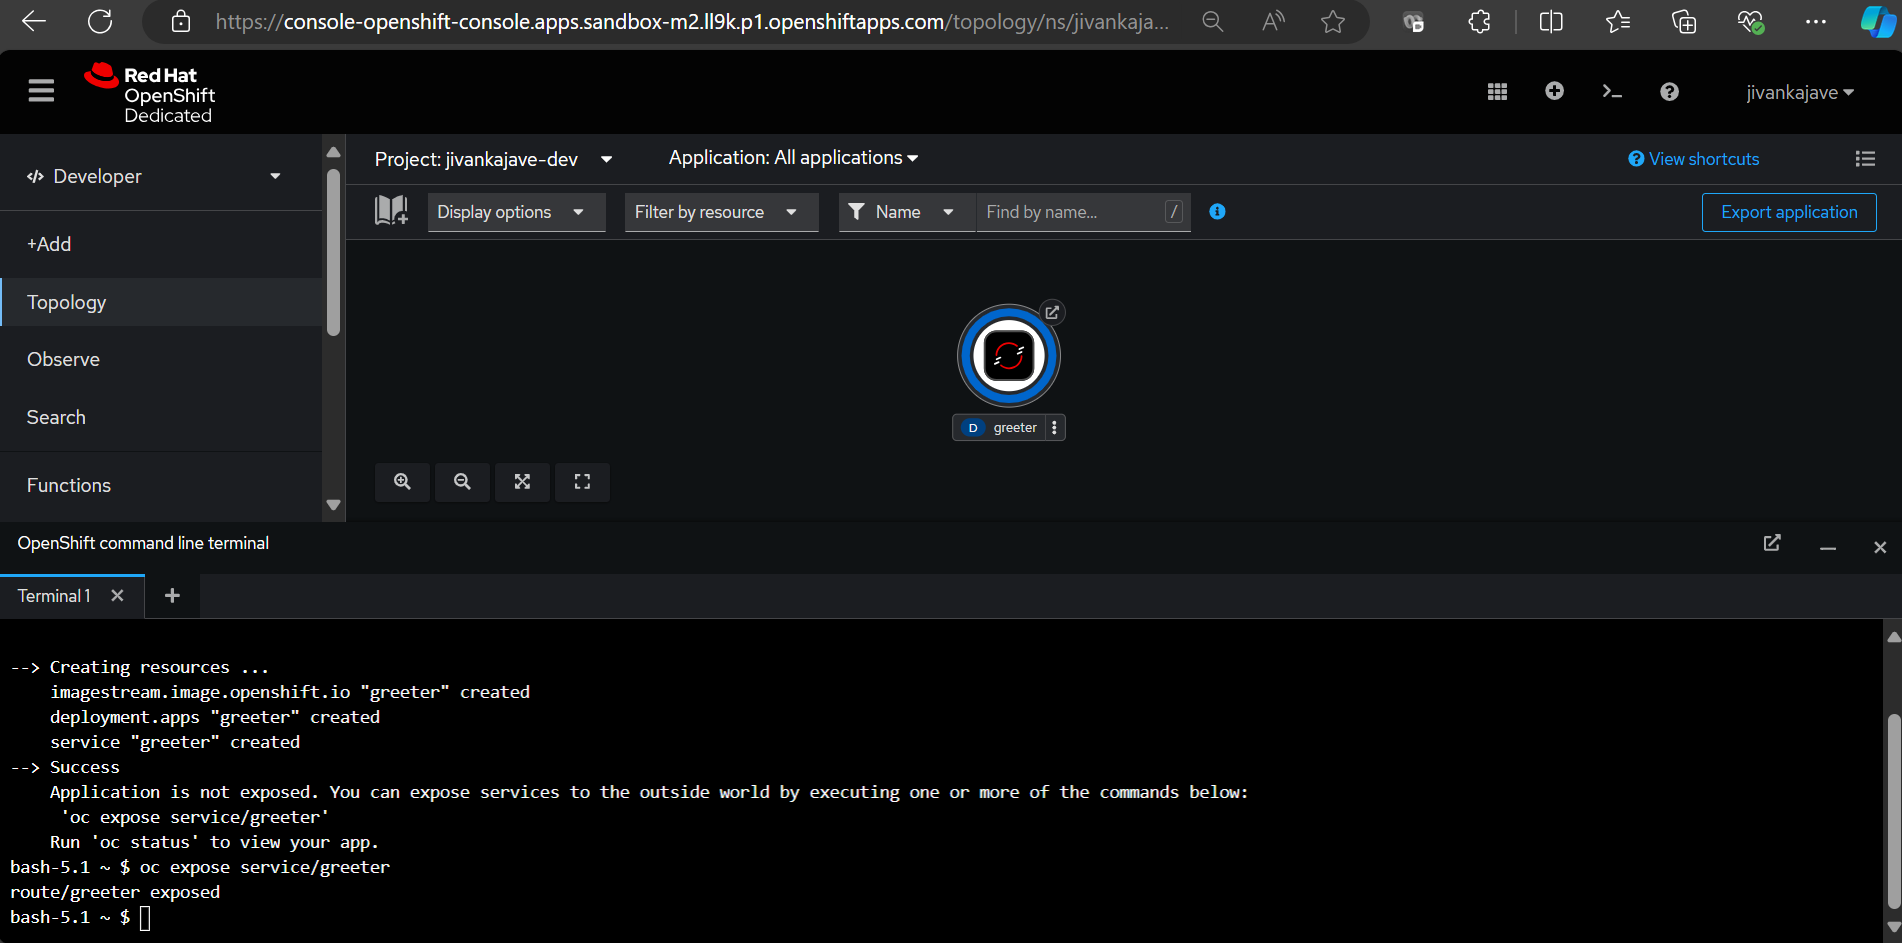 https://console-openshift-console.apps.sandbox-m2.ll9k.p1.openshiftapps.com/topology/ns/jivankaja...
Red Hat
OpenShift
Dedicated
jivankajave
Developer
Project: jivankajave-dev
Application: All applications
View shortcuts
Display options
Filter by resource
Name
Find by name...
/
Export application
+Add
Topology
Observe
Search
Functions
D greeter
OpenShift command line terminal
Terminal 1
--> Creating resources ...
imagestream.image.openshift.io "greeter" created
deployment.apps "greeter" created
service "greeter" created
--> Success
Application is not exposed. You can expose services to the outside world by executing one or more of the commands below:
'oc expose service/greeter'
Run 'oc status' to view your app.
bash-5.1 ~ $ oc expose service/greeter
route/greeter exposed
bash-5.1 ~ $